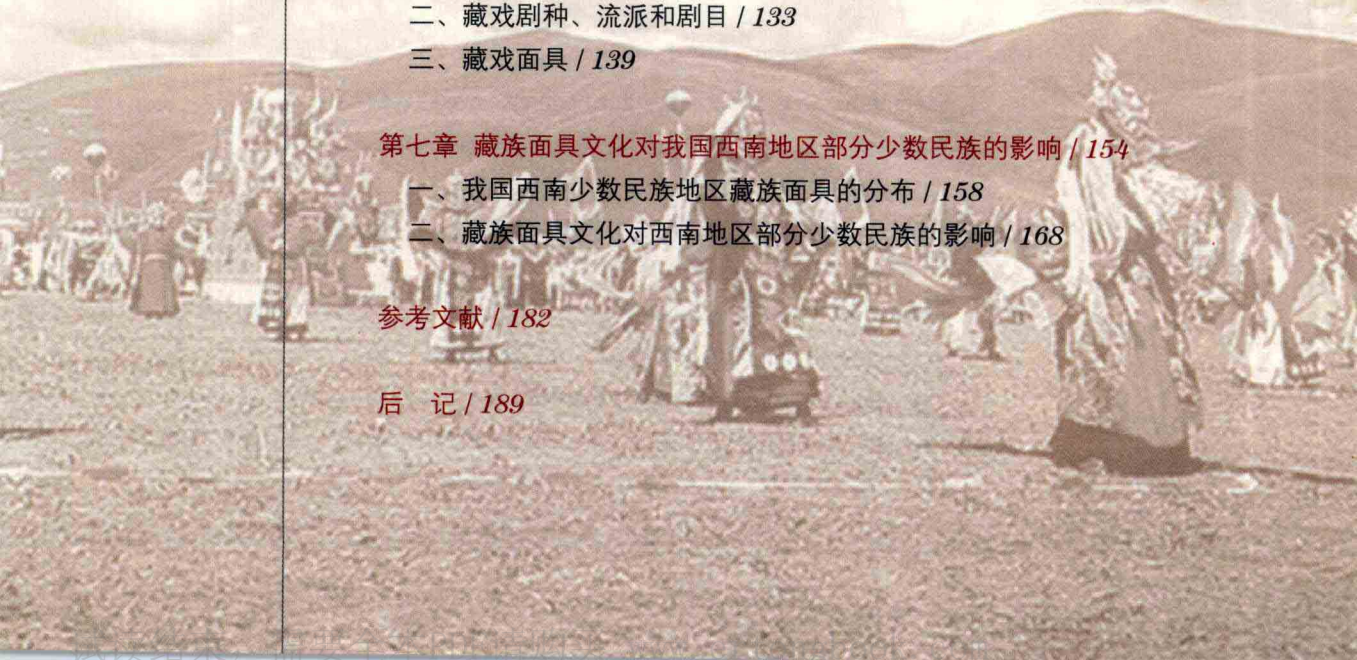 二、藏戏剧种、流派和剧目 / 133
三、藏戏面具 / 139
第七章 藏族面具文化对我国西南地区部分少数民族的影响 / 154
一、我国西南少数民族地区藏族面具的分布 / 158
二、藏族面具文化对西南地区部分少数民族的影响 / 168
参考文献 / 182
后 记 / 189